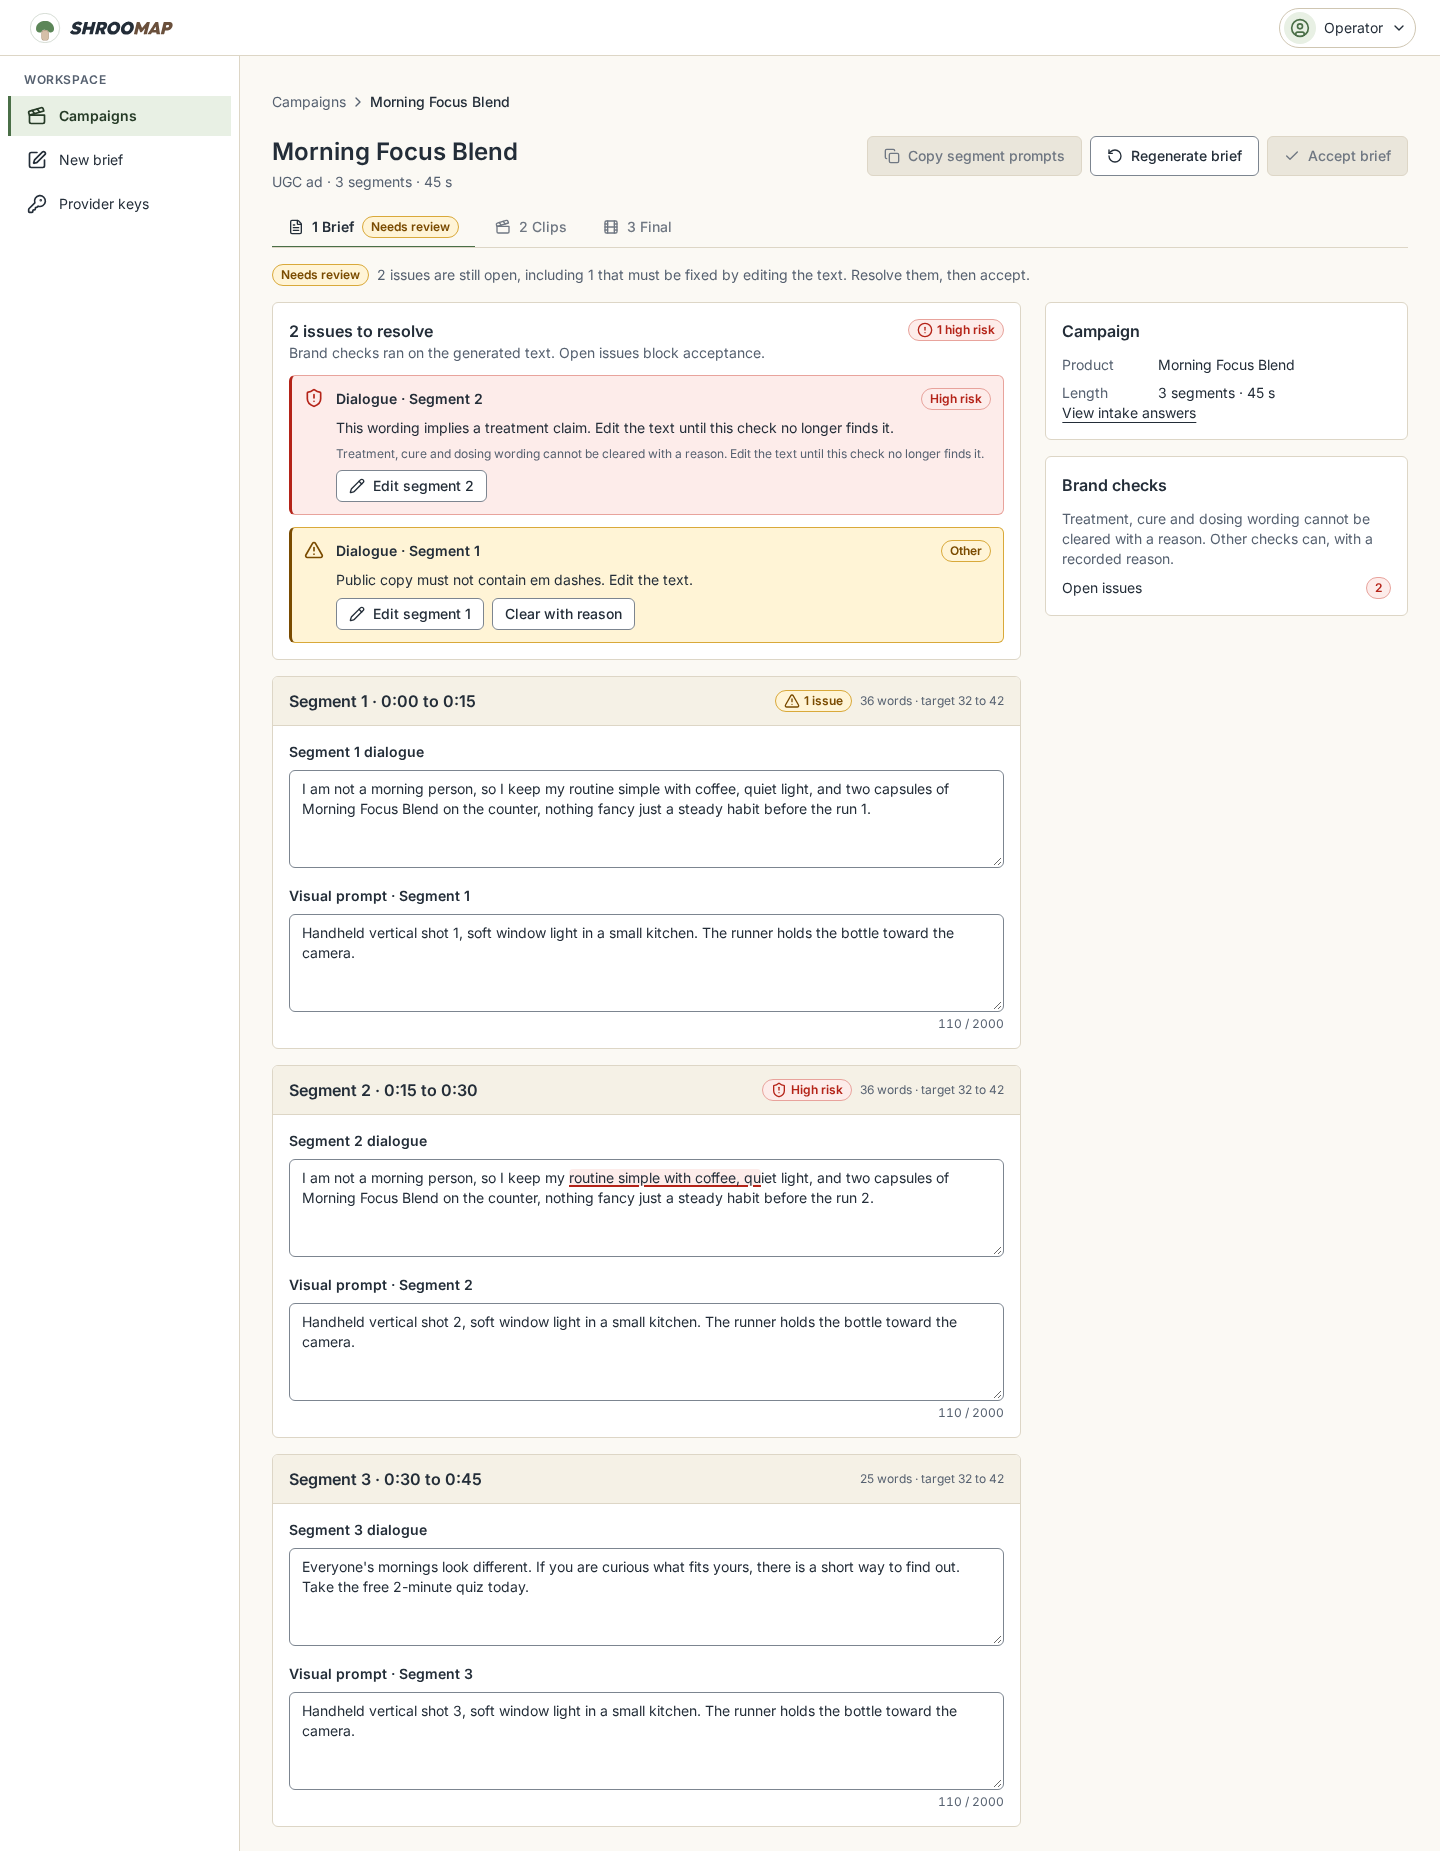 SHROOMAP
Operator
WORKSPACE
Campaigns
New brief
Provider keys
Campaigns > Morning Focus Blend
Morning Focus Blend
UGC ad · 3 segments · 45 s
Copy segment prompts
Regenerate brief
Accept brief
1 Brief Needs review
2 Clips
3 Final
Needs review 2 issues are still open, including 1 that must be fixed by editing the text. Resolve them, then accept.
2 issues to resolve
1 high risk
Brand checks ran on the generated text. Open issues block acceptance.
Dialogue · Segment 2
High risk
This wording implies a treatment claim. Edit the text until this check no longer finds it.
Treatment, cure and dosing wording cannot be cleared with a reason. Edit the text until this check no longer finds it.
Edit segment 2
Dialogue · Segment 1
Other
Public copy must not contain em dashes. Edit the text.
Edit segment 1
Clear with reason
Campaign
Product Morning Focus Blend
Length 3 segments · 45 s
View intake answers
Brand checks
Treatment, cure and dosing wording cannot be
cleared with a reason. Other checks can, with a
recorded reason.
Open issues 2
Segment 1 · 0:00 to 0:15
1 issue
36 words · target 32 to 42
Segment 1 dialogue
I am not a morning person, so I keep my routine simple with coffee, quiet light, and two capsules of
Morning Focus Blend on the counter, nothing fancy just a steady habit before the run 1.
Visual prompt · Segment 1
Handheld vertical shot 1, soft window light in a small kitchen. The runner holds the bottle toward the
camera.
110 / 2000
Segment 2 · 0:15 to 0:30
High risk
36 words · target 32 to 42
Segment 2 dialogue
I am not a morning person, so I keep my routine simple with coffee, quiet light, and two capsules of
Morning Focus Blend on the counter, nothing fancy just a steady habit before the run 2.
Visual prompt · Segment 2
Handheld vertical shot 2, soft window light in a small kitchen. The runner holds the bottle toward the
camera.
110 / 2000
Segment 3 · 0:30 to 0:45
25 words · target 32 to 42
Segment 3 dialogue
Everyone's mornings look different. If you are curious what fits yours, there is a short way to find out.
Take the free 2-minute quiz today.
Visual prompt · Segment 3
Handheld vertical shot 3, soft window light in a small kitchen. The runner holds the bottle toward the
camera.
110 / 2000